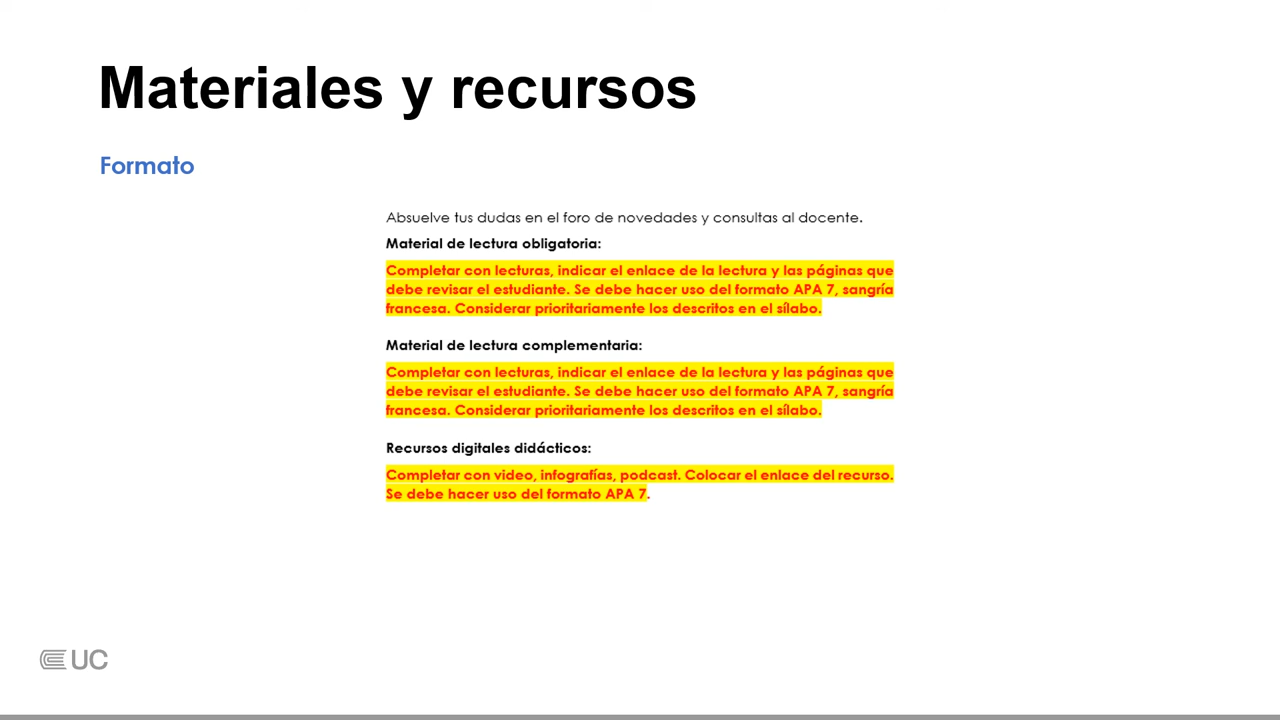 Materiales y recursos
Formato
Absuelve tus dudas en el foro de novedades y consultas al docente.
Material de lectura obligatoria:
Completar con lecturas, indicar el enlace de la lectura y las páginas que
debe revisar el estudiante. Se debe hacer uso del formato APA 7, sangría
francesa. Considerar prioritariamente los descritos en el sílabo.
Material de lectura complementaria:
Completar con lecturas, indicar el enlace de la lectura y las páginas que
debe revisar el estudiante. Se debe hacer uso del formato APA 7, sangría
francesa. Considerar prioritariamente los descritos en el sílabo.
Recursos digitales didácticos:
Completar con video, infografías, podcast. Colocar el enlace del recurso.
Se debe hacer uso del formato APA 7.
UC